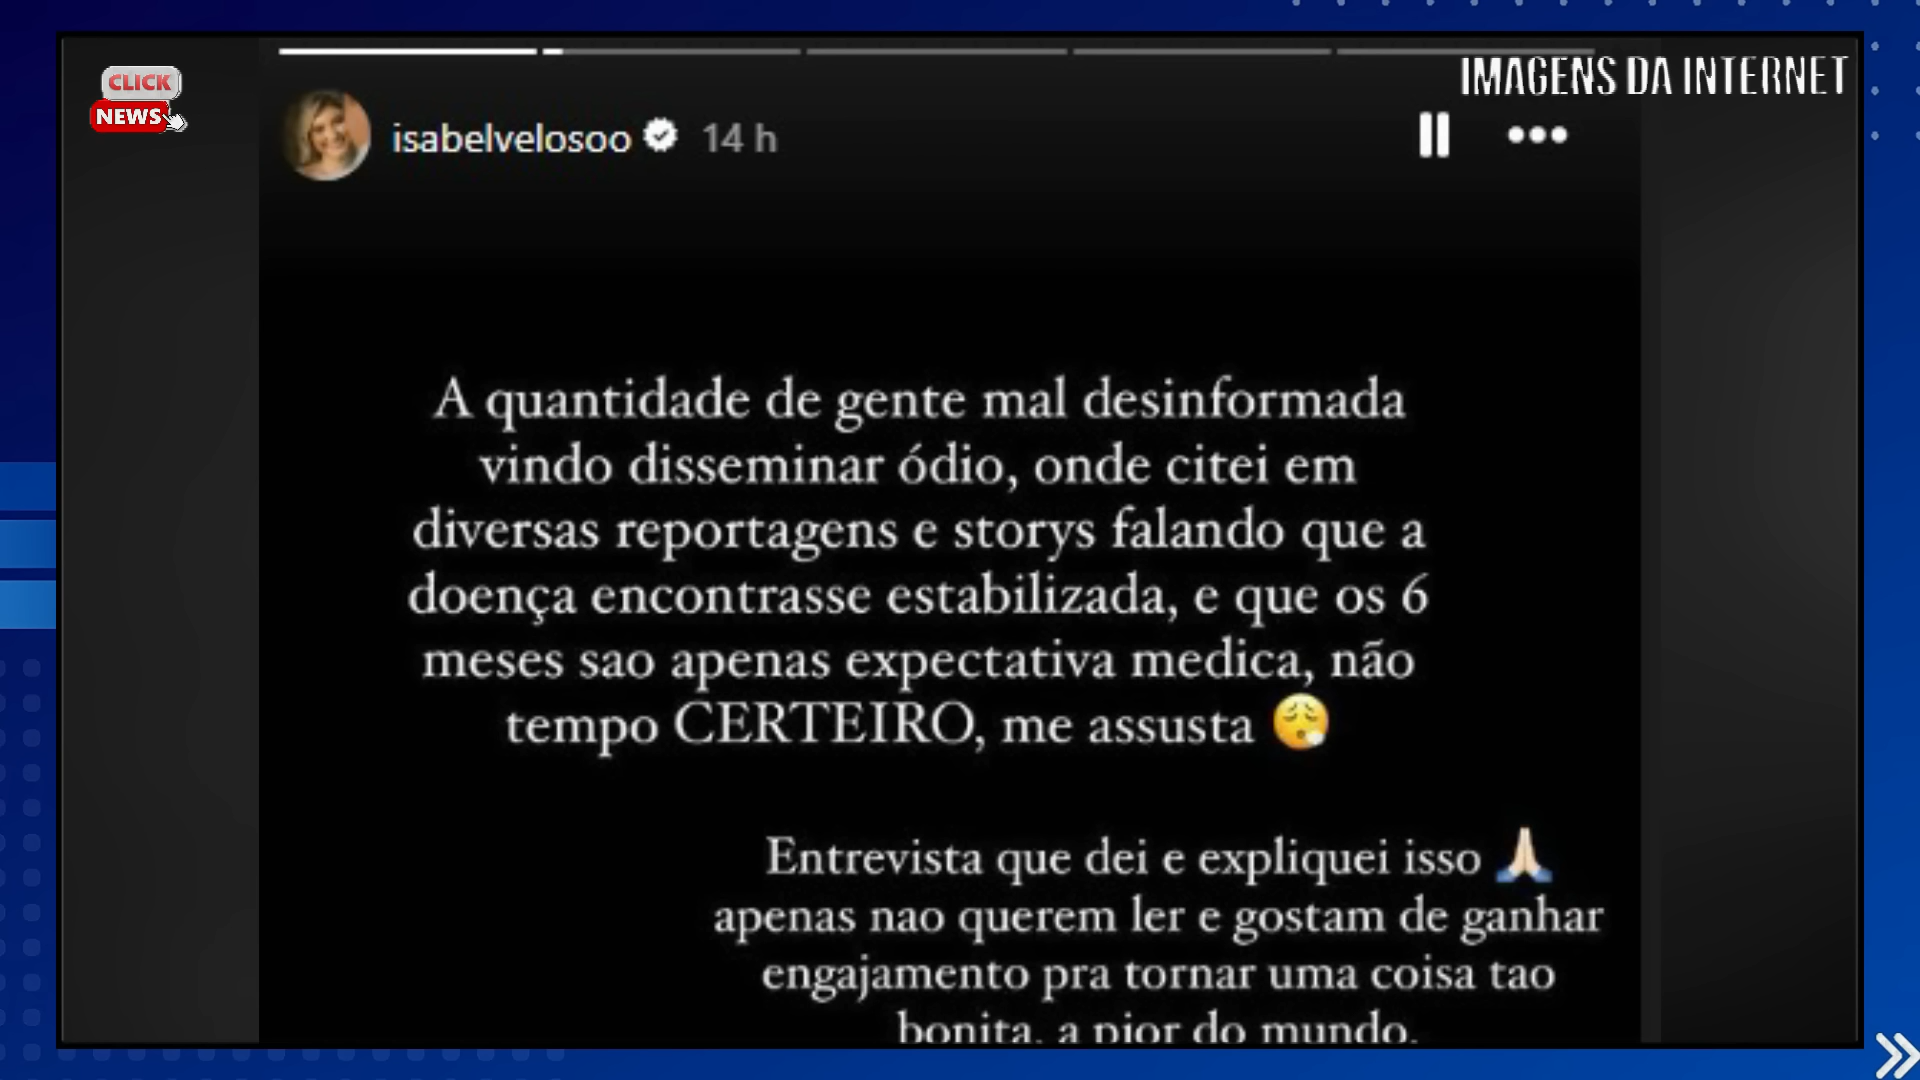 CLICK
NEWS
IMAGENS DA INTERNET
isabelvelosoo 14 h
A quantidade de gente mal desinformada
vindo disseminar ódio, onde citei em
diversas reportagens e storys falando que a
doença encontrasse estabilizada, e que os 6
meses sao apenas expectativa medica, não
tempo CERTEIRO, me assusta 😮‍💨
Entrevista que dei e expliquei isso 🙏🏻
apenas nao querem ler e gostam de ganhar
engajamento pra tornar uma coisa tao
bonita, a pior do mundo.